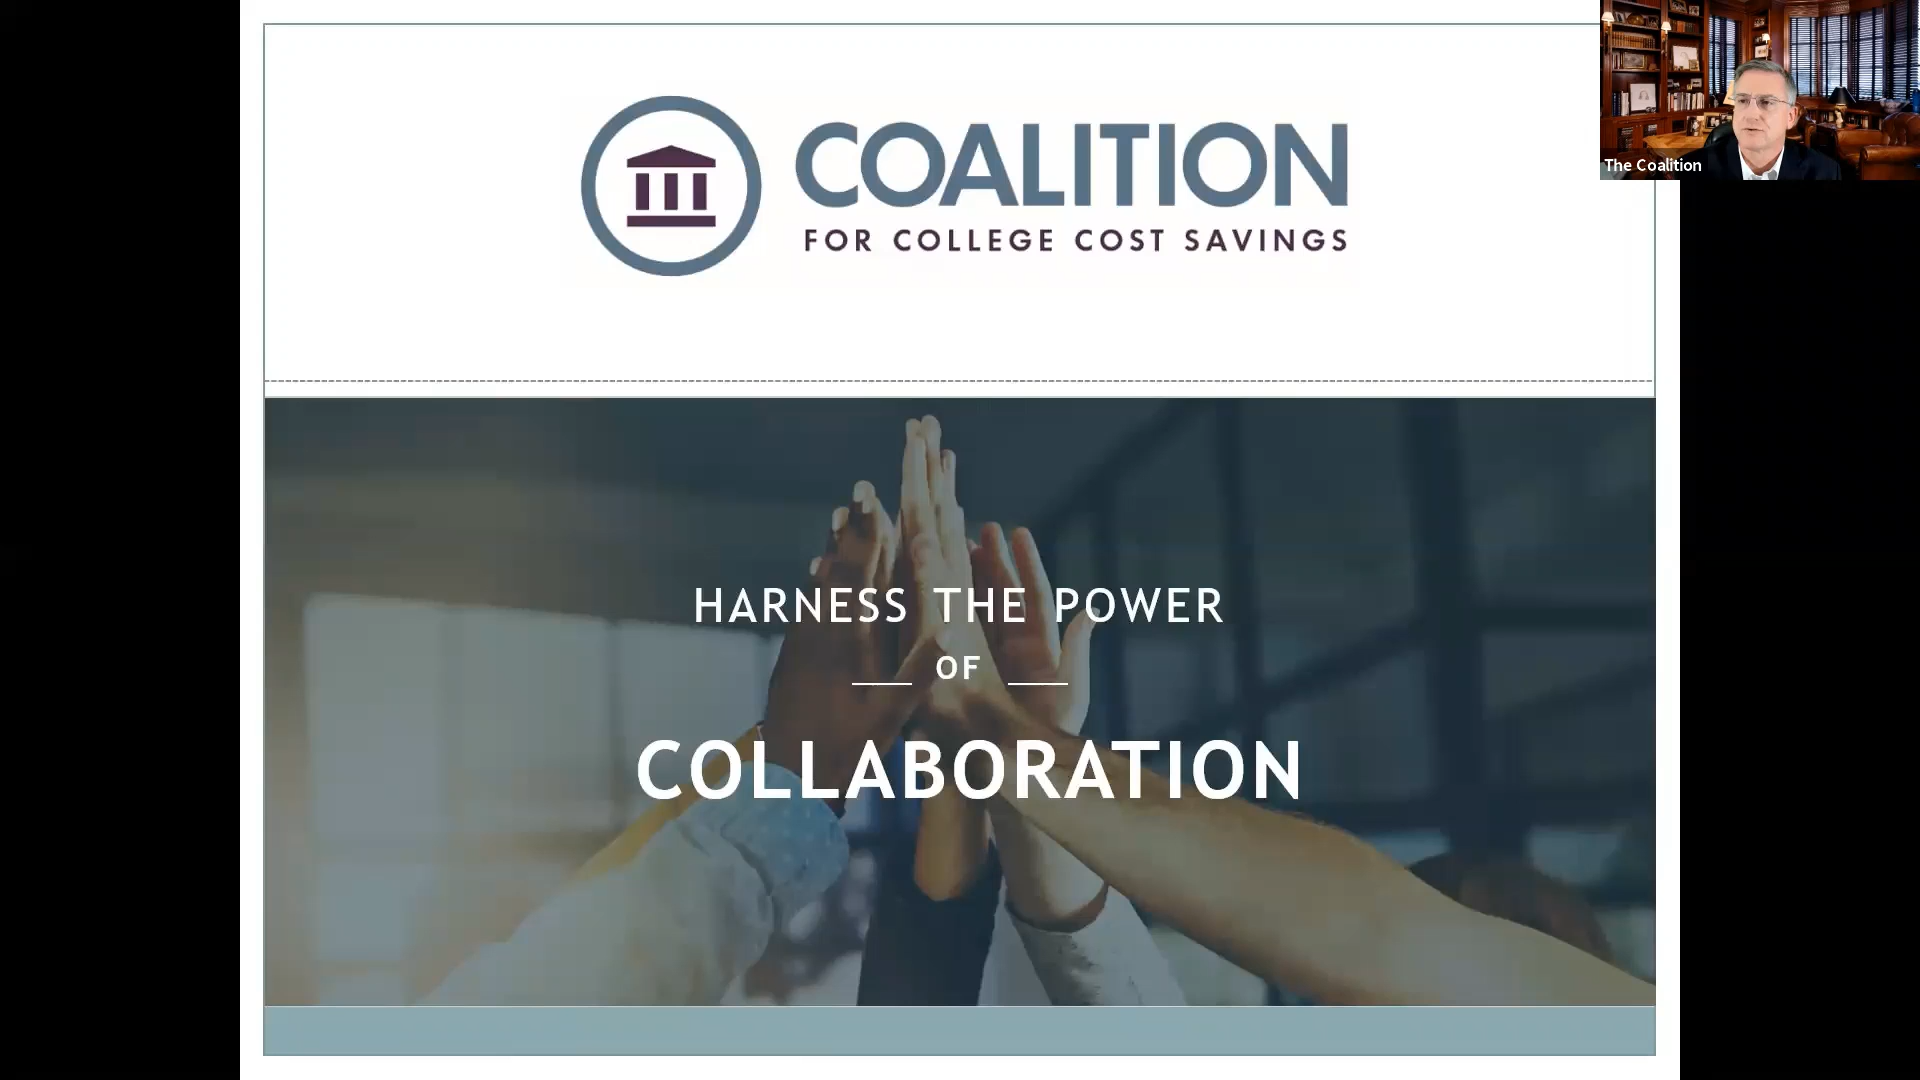 COALITION
FOR COLLEGE COST SAVINGS
The Coalition
HARNESS THE POWER
OF
COLLABORATION